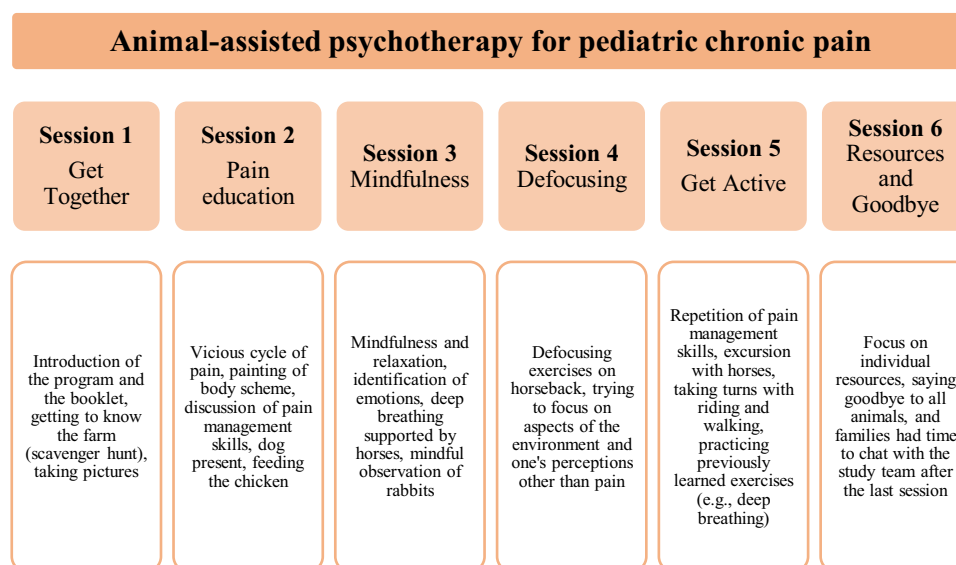 Animal-assisted psychotherapy for pediatric chronic pain
Session 1
Get
Together
Session 2
Pain
education
Session 3
Mindfulness
Session 4
Defocusing
Session 5
Get Active
Session 6
Resources
and
Goodbye
Introduction of
the program and
the booklet,
getting to know
the farm
(scavenger hunt),
taking pictures
Vicious cycle of
pain, painting of
body scheme,
discussion of pain
management
skills, dog
present, feeding
the chicken
Mindfulness and
relaxation,
identification of
emotions, deep
breathing
supported by
horses, mindful
observation of
rabbits
Defocusing
exercises on
horseback, trying
to focus on
aspects of the
environment and
one's perceptions
other than pain
Repetition of pain
management
skills, excursion
with horses,
taking turns with
riding and
walking,
practicing
previously
learned exercises
(e.g., deep
breathing)
Focus on
individual
resources, saying
goodbye to all
animals, and
families had time
to chat with the
study team after
the last session